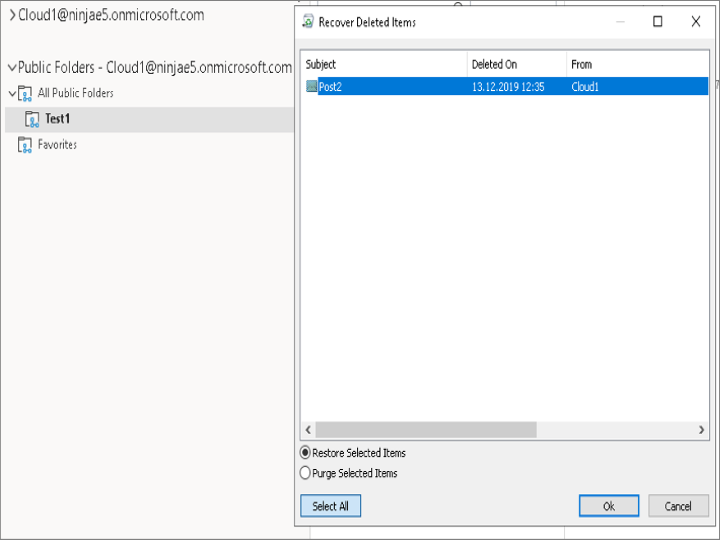 Cloud1@ninjae5.onmicrosoft.com
Public Folders - Cloud1@ninjae5.onmicrosoft.com
All Public Folders
Test1
Favorites
Recover Deleted Items
Subject Deleted On From
Post2 13.12.2019 12:35 Cloud1
Restore Selected Items
Purge Selected Items
Select All Ok Cancel